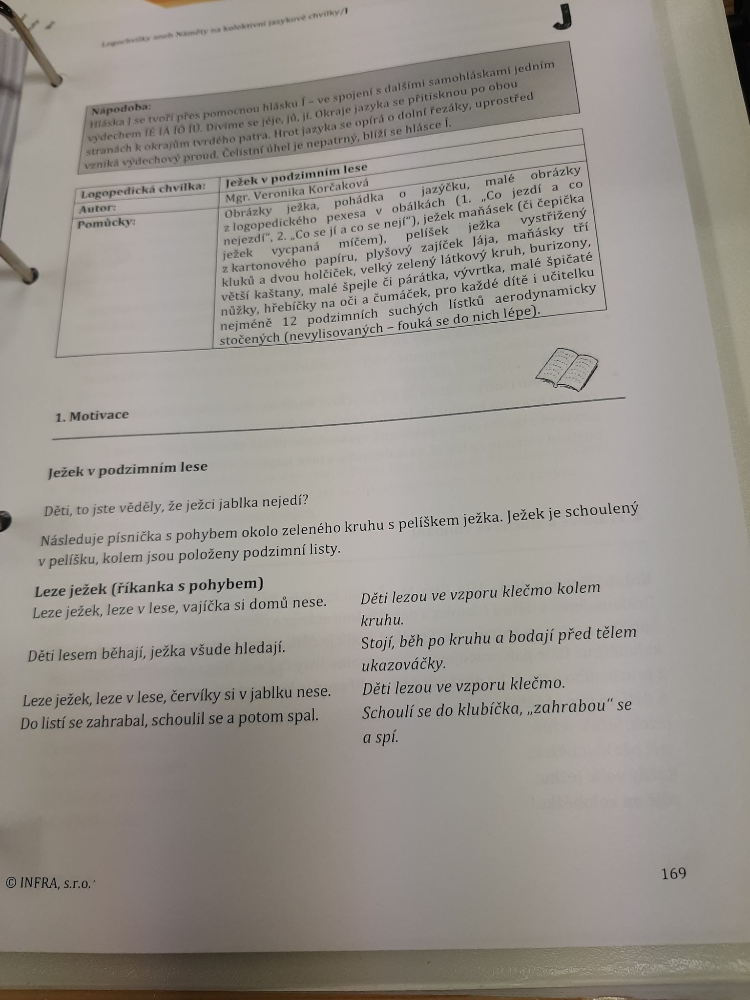 Logochvilky aneb Náměty na kolektivní jazykové chvilky/J
J
Nápodoba:
Hláska J se tvoří přes pomocnou hlásku Í – ve spojení s dalšími samohláskami jedním
výdechem ÍÉ ÍÁ ÍÓ ÍÚ. Divíme se jéje, jů, jí. Okraje jazyka se přitisknou po obou
stranách k okrajům tvrdého patra. Hrot jazyka se opírá o dolní řezáky, uprostřed
vzniká výdechový proud. Čelistní úhel je nepatrný, blíží se hlásce Í.
Logopedická chvilka: Ježek v podzimním lese
Autor: Mgr. Veronika Korčaková
Pomůcky: Obrázky ježka, pohádka o jazýčku, malé obrázky
z logopedického pexesa v obálkách (1. „Co jezdí a co
nejezdí“, 2. „Co se jí a co se nejí“), ježek maňásek (či čepička
ježek vycpaná míčem), pelíšek ježka vystřižený
z kartonového papíru, plyšový zajíček Jája, maňásky tří
kluků a dvou holčiček, velký zelený látkový kruh, burizony,
větší kaštany, malé špejle či párátka, vývrtka, malé špičaté
nůžky, hřebíčky na oči a čumáček, pro každé dítě i učitelku
nejméně 12 podzimních suchých lístků aerodynamicky
stočených (nevylisovaných – fouká se do nich lépe).
1. Motivace
Ježek v podzimním lese
Děti, to jste věděly, že ježci jablka nejedí?
Následuje písnička s pohybem okolo zeleného kruhu s pelíškem ježka. Ježek je schoulený
v pelíšku, kolem jsou položeny podzimní listy.
Leze ježek (říkanka s pohybem)
Leze ježek, leze v lese, vajíčka si domů nese.
Děti lezou ve vzporu klečmo kolem
kruhu.
Děti lesem běhají, ježka všude hledají.
Stojí, běh po kruhu a bodají před tělem
ukazováčky.
Leze ježek, leze v lese, červíky si v jablku nese.
Děti lezou ve vzporu klečmo.
Do listí se zahrabal, schoulil se a potom spal.
Schoulí se do klubíčka, „zahrabou“ se
a spí.
© INFRA, s.r.o.
169